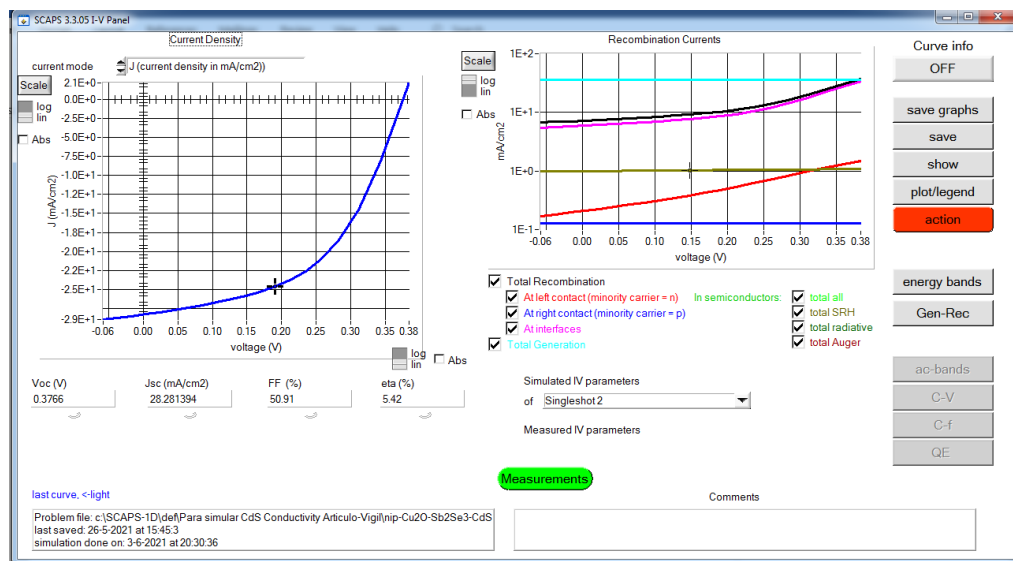 SCAPS 3.3.05 I-V Panel
Current Density
current mode
J (current density in mA/cm2))
Scale
log
lin
Abs
2.1E+0
0.0E+0
-2.5E+0
-5.0E+0
-7.5E+0
-1.0E+1
-1.2E+1
-1.5E+1
-1.8E+1
-2.0E+1
-2.2E+1
-2.5E+1
-2.9E+1
J (mA/cm2)
-0.06 0.00 0.05 0.10 0.15 0.20 0.25 0.30 0.35 0.38
voltage (V)
log
lin
Abs
Voc (V) Jsc (mA/cm2) FF (%) eta (%)
0.3766 28.281394 50.91 5.42
last curve, <-light
Problem file: c:\SCAPS-1D\def\Para simular CdS Conductivity Articulo-Vigil\nip-Cu2O-Sb2Se3-CdS
last saved: 26-5-2021 at 15:45:3
simulation done on: 3-6-2021 at 20:30:36
Recombination Currents
Scale
log
lin
Abs
1E+2
1E+1
1E+0
1E-1
mA/cm2
-0.06 0.00 0.05 0.10 0.15 0.20 0.25 0.30 0.35 0.38
voltage (V)
Total Recombination
At left contact (minority carrier = n) In semiconductors: total all
At right contact (minority carrier = p) total SRH
At interfaces total radiative
Total Generation total Auger
Simulated IV parameters
of Singleshot 2
Measured IV parameters
Measurements
Comments
Curve info
OFF
save graphs
save
show
plot/legend
action
energy bands
Gen-Rec
ac-bands
C-V
C-f
QE